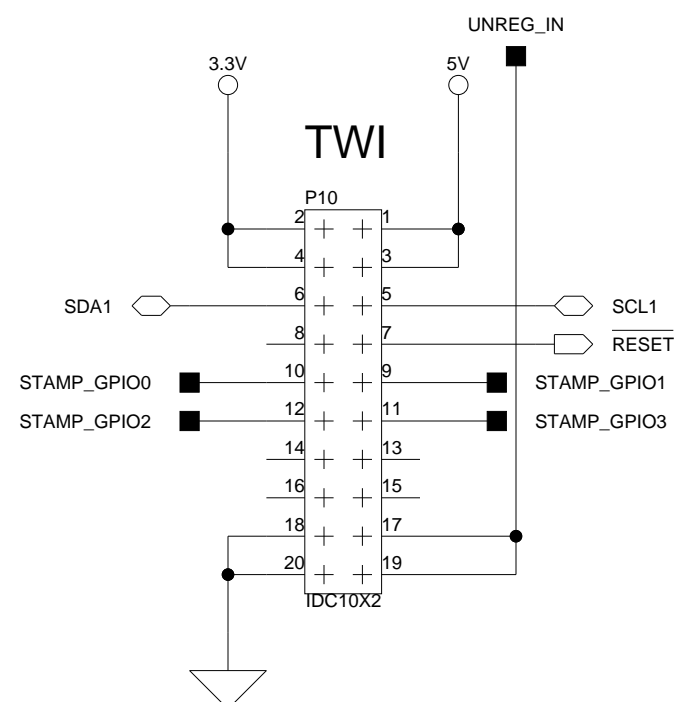 UNREG_IN
3.3V 5V
TWI
P10
2 1
4 3
SDA1 6 5 SCL1
8 7 RESET
STAMP_GPIO0 10 9 STAMP_GPIO1
STAMP_GPIO2 12 11 STAMP_GPIO3
14 13
16 15
18 17
20 19
IDC10X2